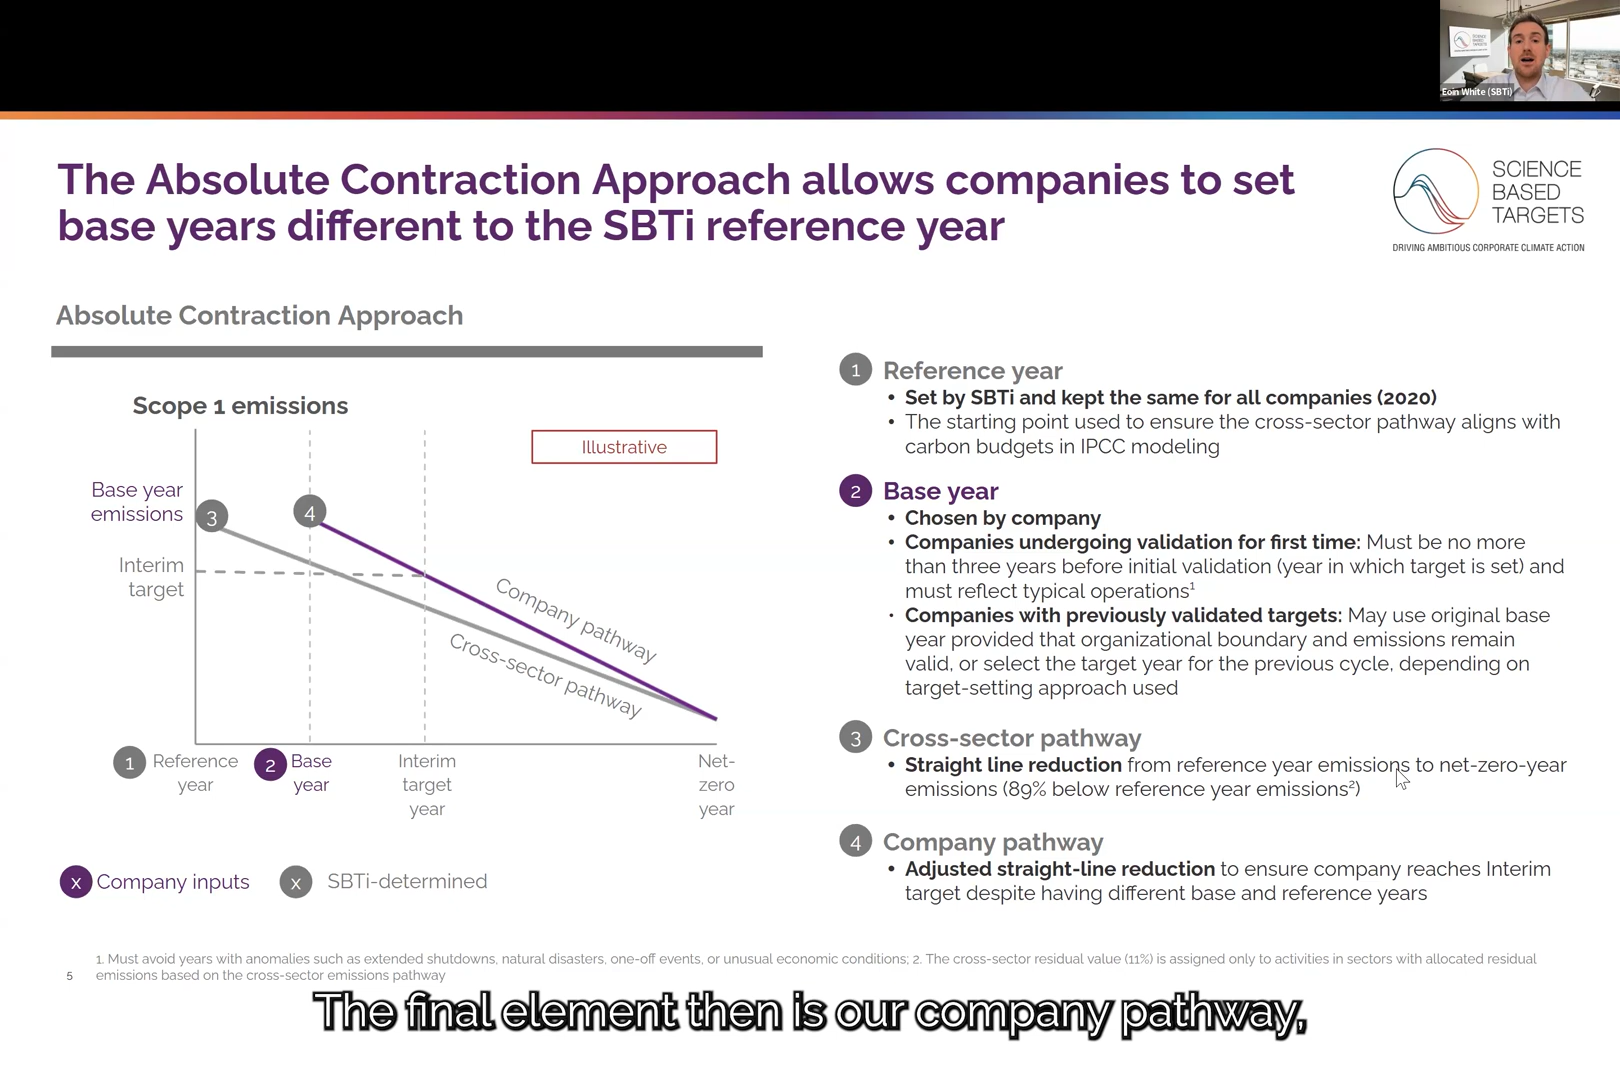 Eoin White (SBTi)
The Absolute Contraction Approach allows companies to set
base years different to the SBTi reference year
SCIENCE
BASED
TARGETS
DRIVING AMBITIOUS CORPORATE CLIMATE ACTION
Absolute Contraction Approach
Scope 1 emissions
Illustrative
Base year
emissions
3
4
Interim
target
Company pathway
Cross-sector pathway
1 Reference
year
2 Base
year
Interim
target
year
Net-
zero
year
x Company inputs
x SBTi-determined
1 Reference year
• Set by SBTi and kept the same for all companies (2020)
• The starting point used to ensure the cross-sector pathway aligns with
carbon budgets in IPCC modeling
2 Base year
• Chosen by company
• Companies undergoing validation for first time: Must be no more
than three years before initial validation (year in which target is set) and
must reflect typical operations¹
• Companies with previously validated targets: May use original base
year provided that organizational boundary and emissions remain
valid, or select the target year for the previous cycle, depending on
target-setting approach used
3 Cross-sector pathway
• Straight line reduction from reference year emissions to net-zero-year
emissions (89% below reference year emissions²)
4 Company pathway
• Adjusted straight-line reduction to ensure company reaches Interim
target despite having different base and reference years
1. Must avoid years with anomalies such as extended shutdowns, natural disasters, one-off events, or unusual economic conditions; 2. The cross-sector residual value (11%) is assigned only to activities in sectors with allocated residual
5 emissions based on the cross-sector emissions pathway
The final element then is our company pathway,